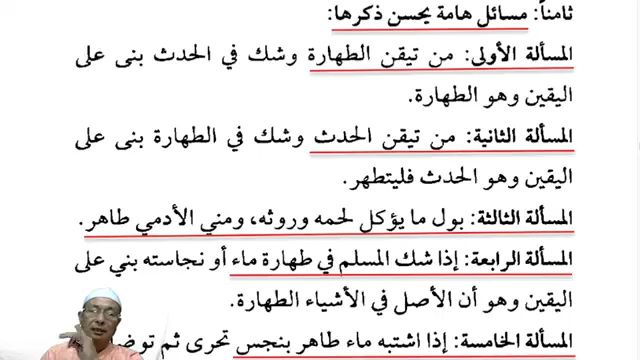 ثامناً: مسائل هامة يحسن ذكرها:
المسألة الأولى: من تيقن الطهارة وشك في الحدث بنى على
اليقين وهو الطهارة.
المسألة الثانية: من تيقن الحدث وشك في الطهارة بنى على
اليقين وهو الحدث فليتطهر.
المسألة الثالثة: بول ما يؤكل لحمه وروثه، ومني الأدمي طاهر.
المسألة الرابعة: إذا شك المسلم في طهارة ماء أو نجاسته بني على
اليقين وهو أن الأصل في الأشياء الطهارة.
المسألة الخامسة: إذا اشتبه ماء طاهر بنجس تحرى ثم